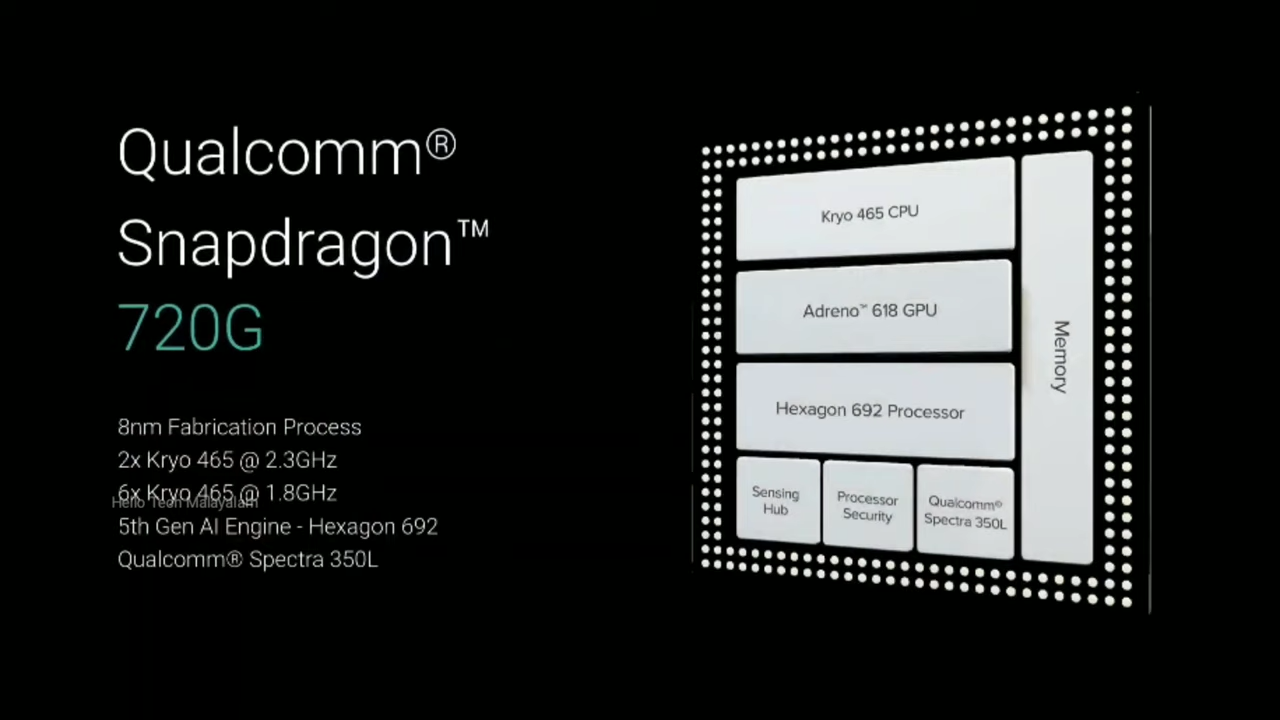 Qualcomm®
Snapdragon™
720G
8nm Fabrication Process
2x Kryo 465 @ 2.3GHz
6x Kryo 465 @ 1.8GHz
Hello Tech Malayalam
5th Gen AI Engine - Hexagon 692
Qualcomm® Spectra 350L
Kryo 465 CPU
Adreno™ 618 GPU
Hexagon 692 Processor
Sensing
Hub
Processor
Security
Qualcomm®
Spectra 350L
Memory